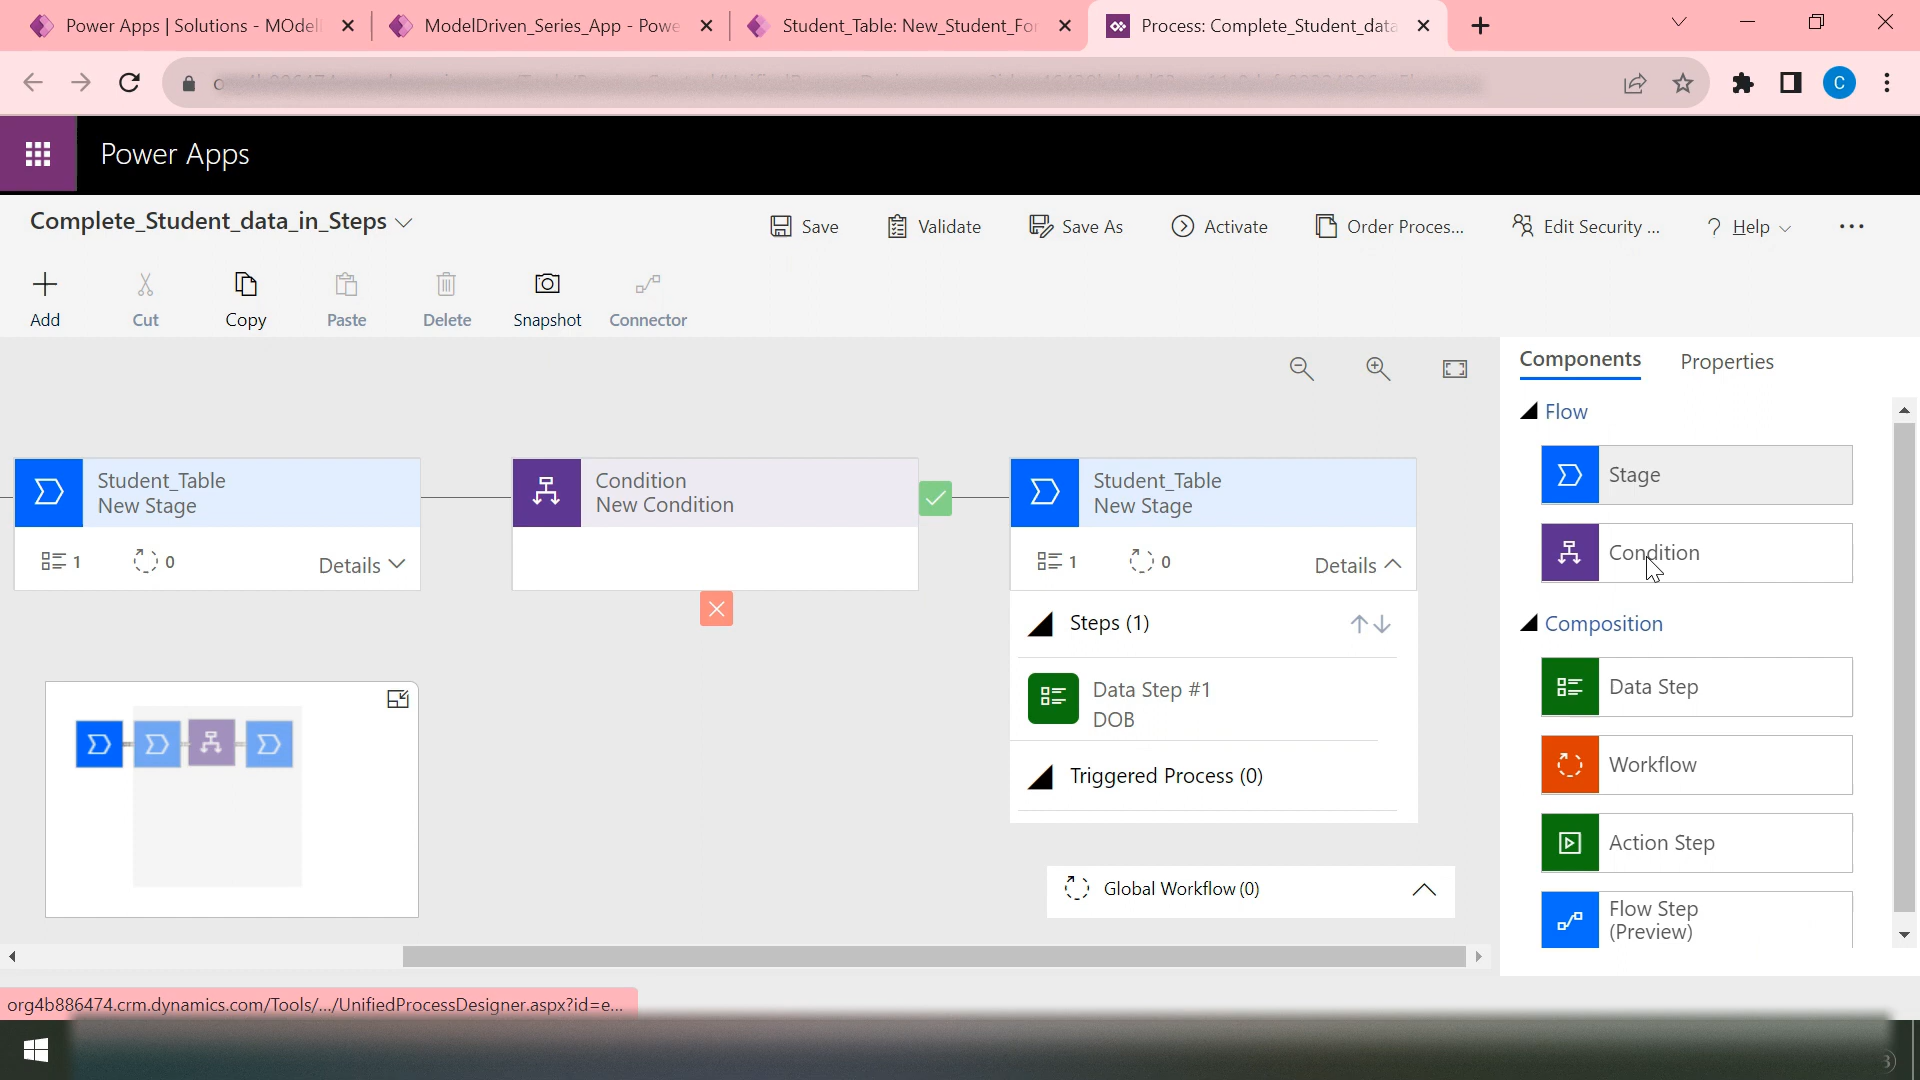 Power Apps | Solutions - MOdel
ModelDriven_Series_App - Powe
Student_Table: New_Student_For
Process: Complete_Student_data
C
Power Apps
Complete_Student_data_in_Steps
Save
Validate
Save As
Activate
Order Proces...
Edit Security ...
? Help
...
Add
Cut
Copy
Paste
Delete
Snapshot
Connector
Components
Properties
Flow
Stage
Condition
Composition
Data Step
Workflow
Action Step
Flow Step
(Preview)
Student_Table
New Stage
1
0
Details
Condition
New Condition
Student_Table
New Stage
1
0
Details
Steps (1)
Data Step #1
DOB
Triggered Process (0)
Global Workflow (0)
org4b886474.crm.dynamics.com/Tools/.../UnifiedProcessDesigner.aspx?id=e...